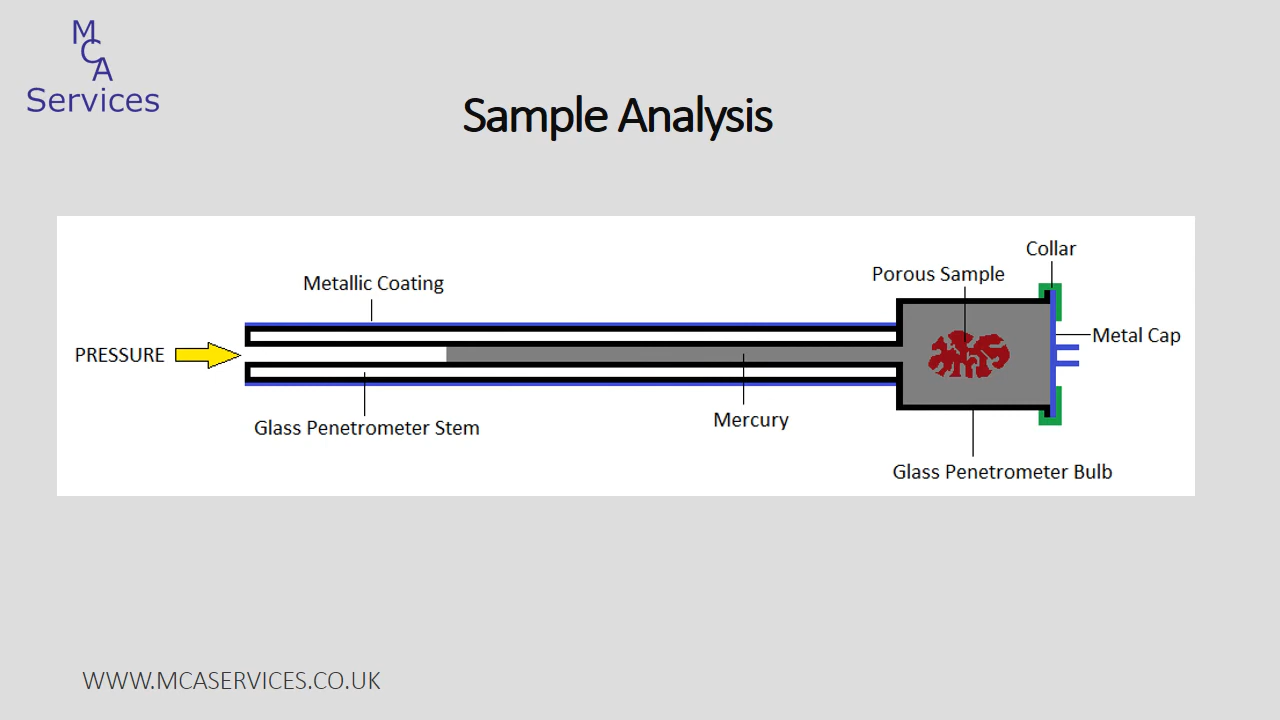 M
C
A
Services
Sample Analysis
Collar
Porous Sample
Metallic Coating
Metal Cap
PRESSURE
Mercury
Glass Penetrometer Stem
Glass Penetrometer Bulb
WWW.MCASERVICES.CO.UK